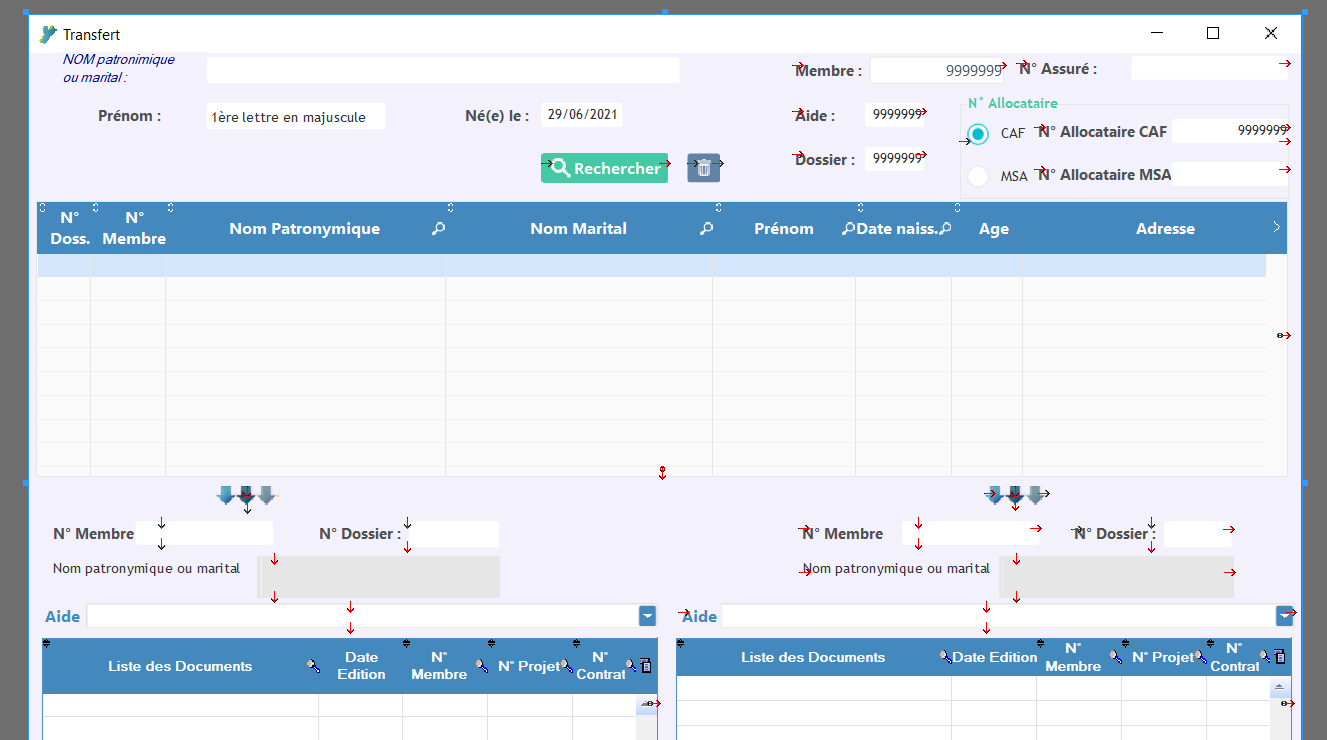 Transfert
NOM patronimique
ou marital :
Membre : 9999999
N° Assuré :
Prénom : 1ère lettre en majuscule
Né(e) le : 29/06/2021
Aide : 9999999
N° Allocataire
CAF N° Allocataire CAF 9999999
Rechercher
Dossier : 9999999
MSA N° Allocataire MSA
N° Doss. N° Membre Nom Patronymique Nom Marital Prénom Date naiss. Age Adresse
N° Membre N° Dossier : N° Membre N° Dossier :
Nom patronymique ou marital Nom patronymique ou marital
Aide Aide
Liste des Documents Date Edition N° Membre N° Projet N° Contrat Liste des Documents Date Edition N° Membre N° Projet N° Contrat